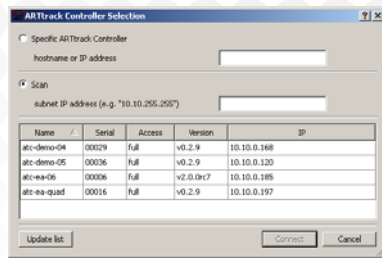 ARTtrack Controller Selection
Specific ARTtrack Controller
hostname or IP address
Scan
subnet IP address (e.g. "10.10.255.255")
Name Serial Access Version IP
atc-demo-04 00029 full v0.2.9 10.10.0.168
atc-demo-05 00036 full v0.2.9 10.10.0.120
atc-ea-06 00006 full v2.0.0rc7 10.10.0.185
atc-ea-quad 00016 full v0.2.9 10.10.0.197
Update list Connect Cancel